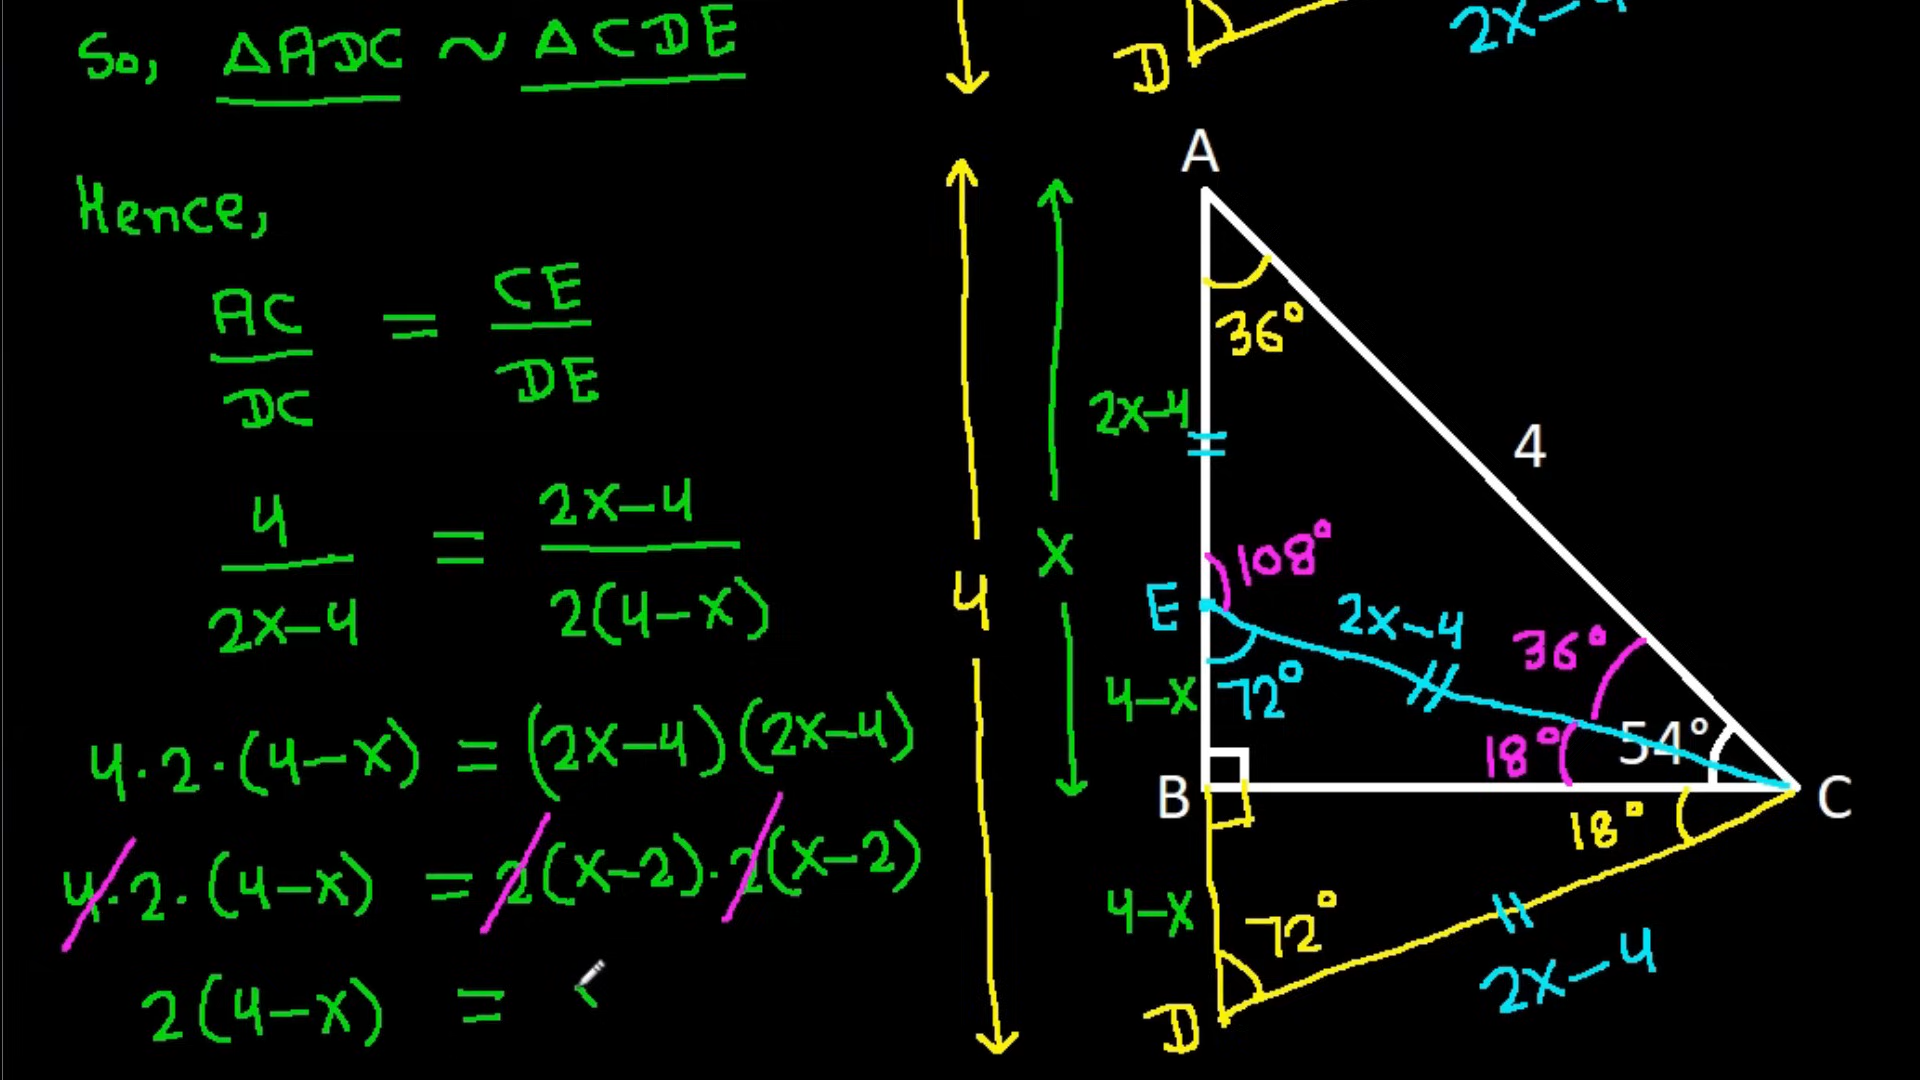 So, ΔADC ~ ΔCDE
Hence,
AC/DC = CE/DE
4/(2x-4) = (2x-4)/(2(4-x))
4·2·(4-x) = (2x-4)(2x-4)
4·2·(4-x) = 2(x-2)·2(x-2)
2(4-x) =
D
2x-4
A
36°
2x-4
4
108°
E
2x-4
36°
x
4
4-x
72°
18°
54°
B
C
18°
4-x
72°
2x-4
D